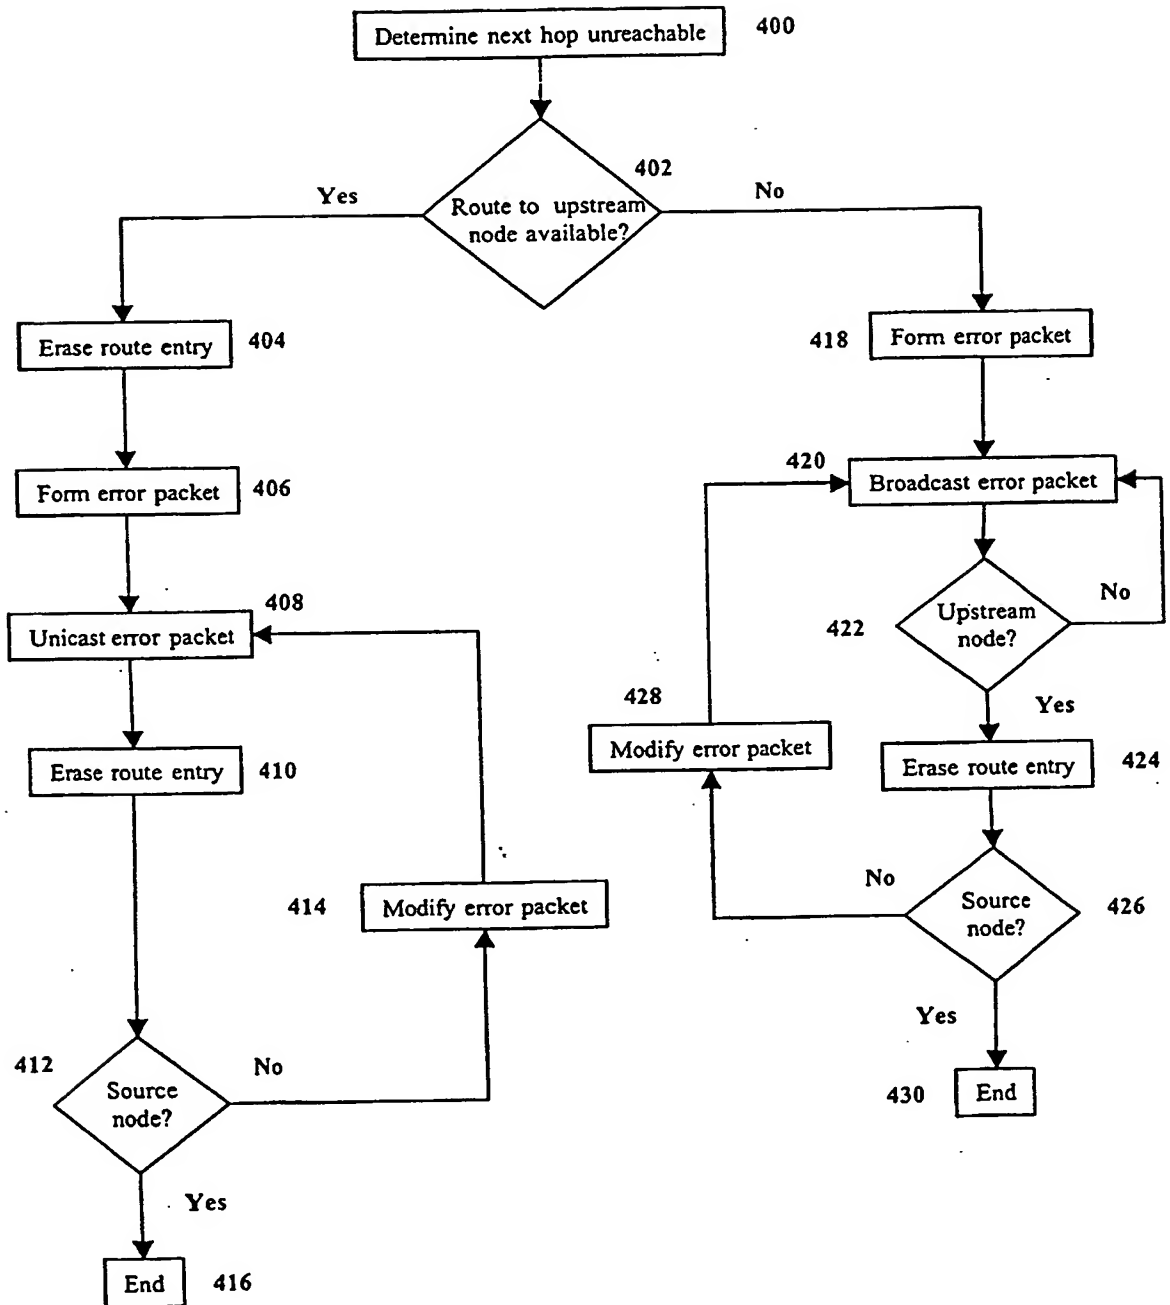 Determine next hop unreachable
400
402
Yes
Route to upstream
node available?
No
Erase route entry
404
418
Form error packet
Form error packet
406
420
Broadcast error packet
Unicast error packet
408
422
Upstream
node?
No
Yes
428
Modify error packet
Erase route entry
410
Erase route entry
424
414
Modify error packet
No
Source
node?
426
Yes
412
Source
node?
No
430
End
Yes
End
416